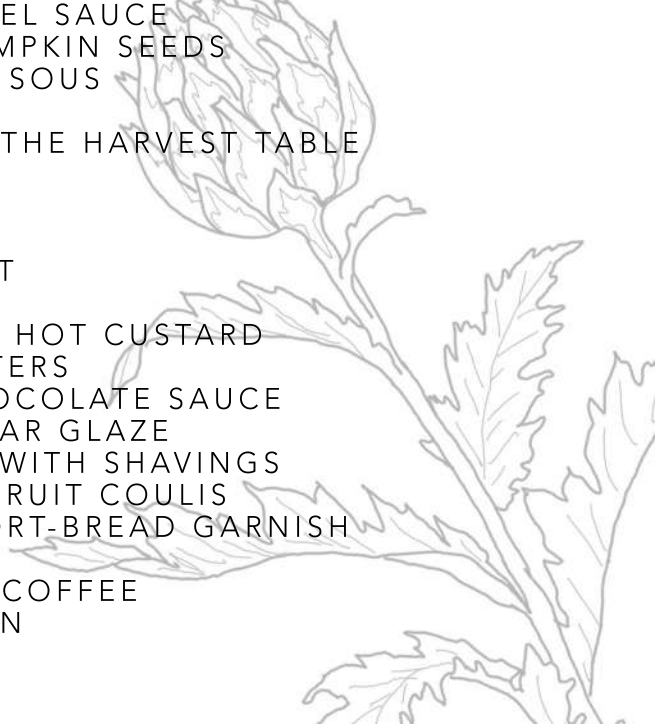 EL SAUCE
MPKIN SEEDS
SOUS
THE HARVEST TABLE
T
HOT CUSTARD
TERS
OCOLATE SAUCE
AR GLAZE
WITH SHAVINGS
RUIT COULIS
ORT-BREAD GARNISH
COFFEE
N